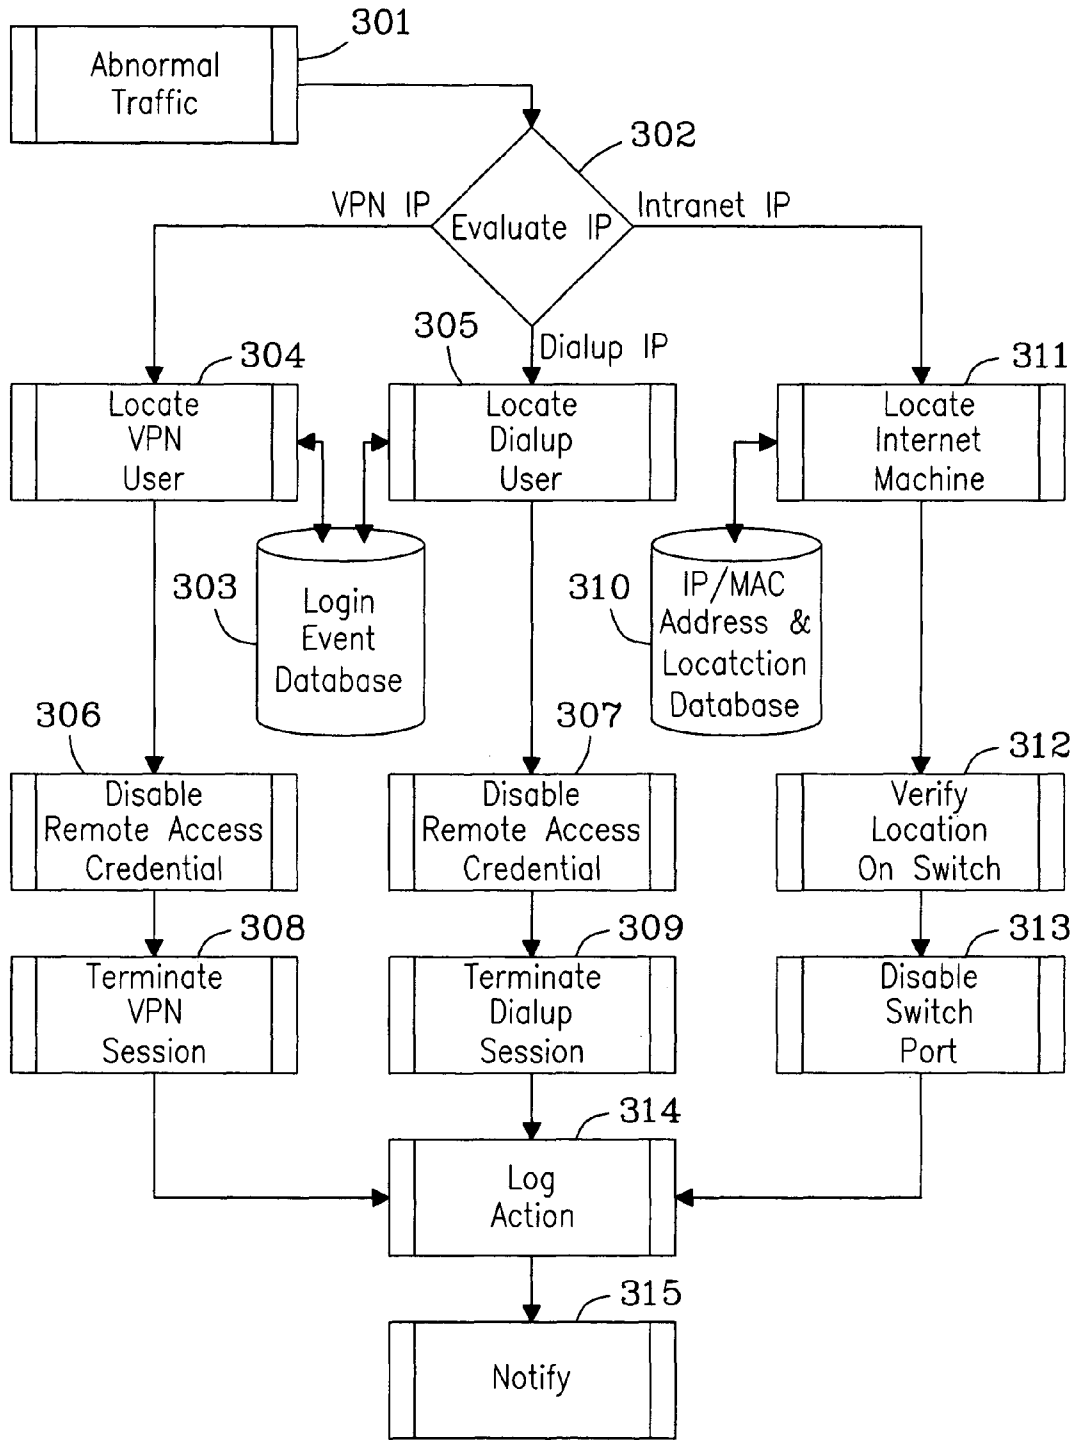 301
Abnormal
Traffic
302
VPN IP
Evaluate IP
Intranet IP
Dialup IP
304
Locate
VPN
User
305
Locate
Dialup
User
311
Locate
Internet
Machine
303
Login
Event
Database
310
IP/MAC
Address &
Locatction
Database
306
Disable
Remote Access
Credential
307
Disable
Remote Access
Credential
312
Verify
Location
On Switch
308
Terminate
VPN
Session
309
Terminate
Dialup
Session
313
Disable
Switch
Port
314
Log
Action
315
Notify